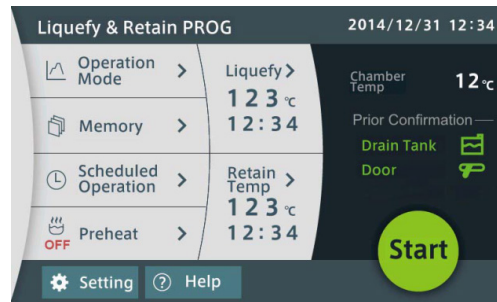 Liquefy & Retain PROG
2014/12/31 12:34
Operation
Mode >
Memory >
Scheduled
Operation >
OFF Preheat >
Liquefy >
123 ℃
12:34
Retain
Temp >
123 ℃
12:34
Chamber
Temp 12℃
Prior Confirmation
Drain Tank
Door
Start
Setting
? Help